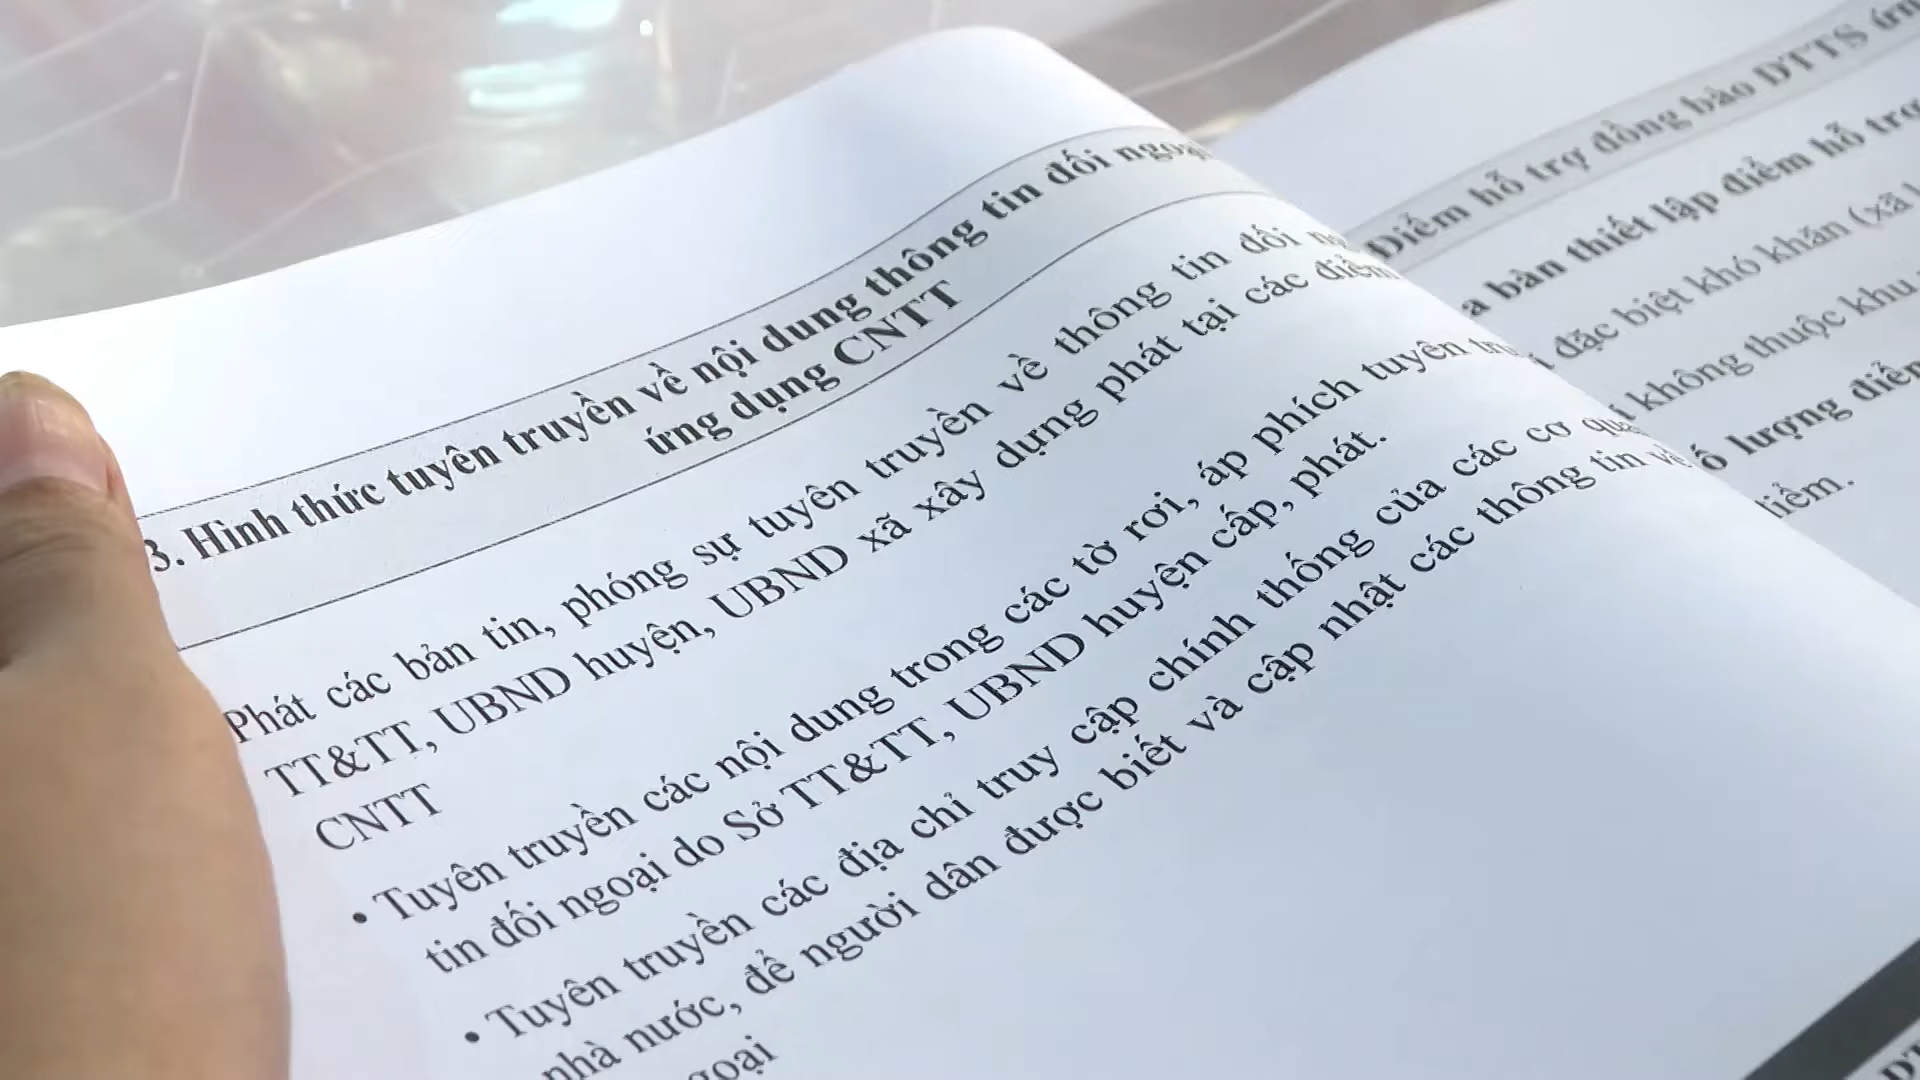 3. Hình thức tuyên truyền về nội dung thông tin đối ngoại
ứng dụng CNTT
Phát các bản tin, phóng sự tuyên truyền về thông tin đối
TT&TT, UBND huyện, UBND xã xây dựng phát tại các điểm
CNTT
• Tuyên truyền các nội dung trong các tờ rơi, áp phích tuyên
tin đối ngoại do Sở TT&TT, UBND huyện cấp, phát.
• Tuyên truyền các địa chỉ truy cập chính thống của các cơ
nhà nước, để người dân được biết và cập nhật các thông tin về
Điểm hỗ trợ đồng bào DTTS
bàn thiết lập điểm hỗ trợ
đặc biệt khó khăn (xã
không thuộc khu
lượng điểm
điểm.